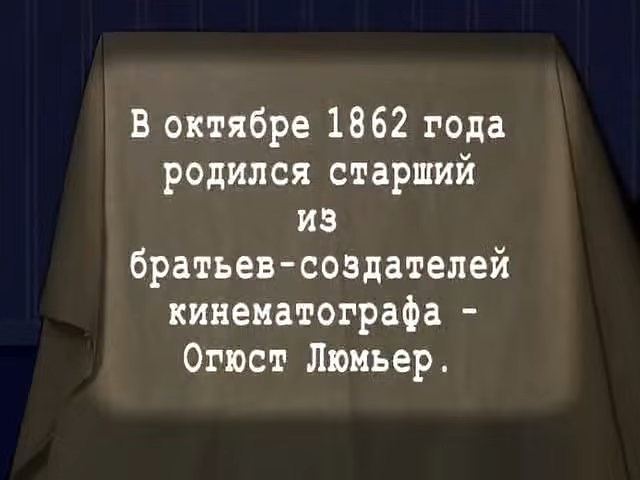 В октябре 1862 года
родился старший
из
братьев-создателей
кинематографа -
Огюст Люмьер.